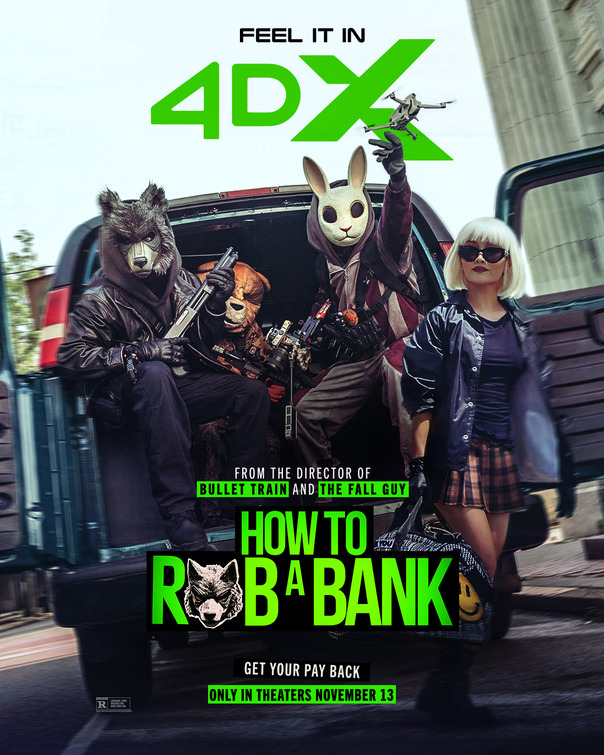 FEEL IT IN
4DX
FROM THE DIRECTOR OF
BULLET TRAIN AND THE FALL GUY
HOW TO
ROB A BANK
GET YOUR PAY BACK
ONLY IN THEATERS NOVEMBER 13
R